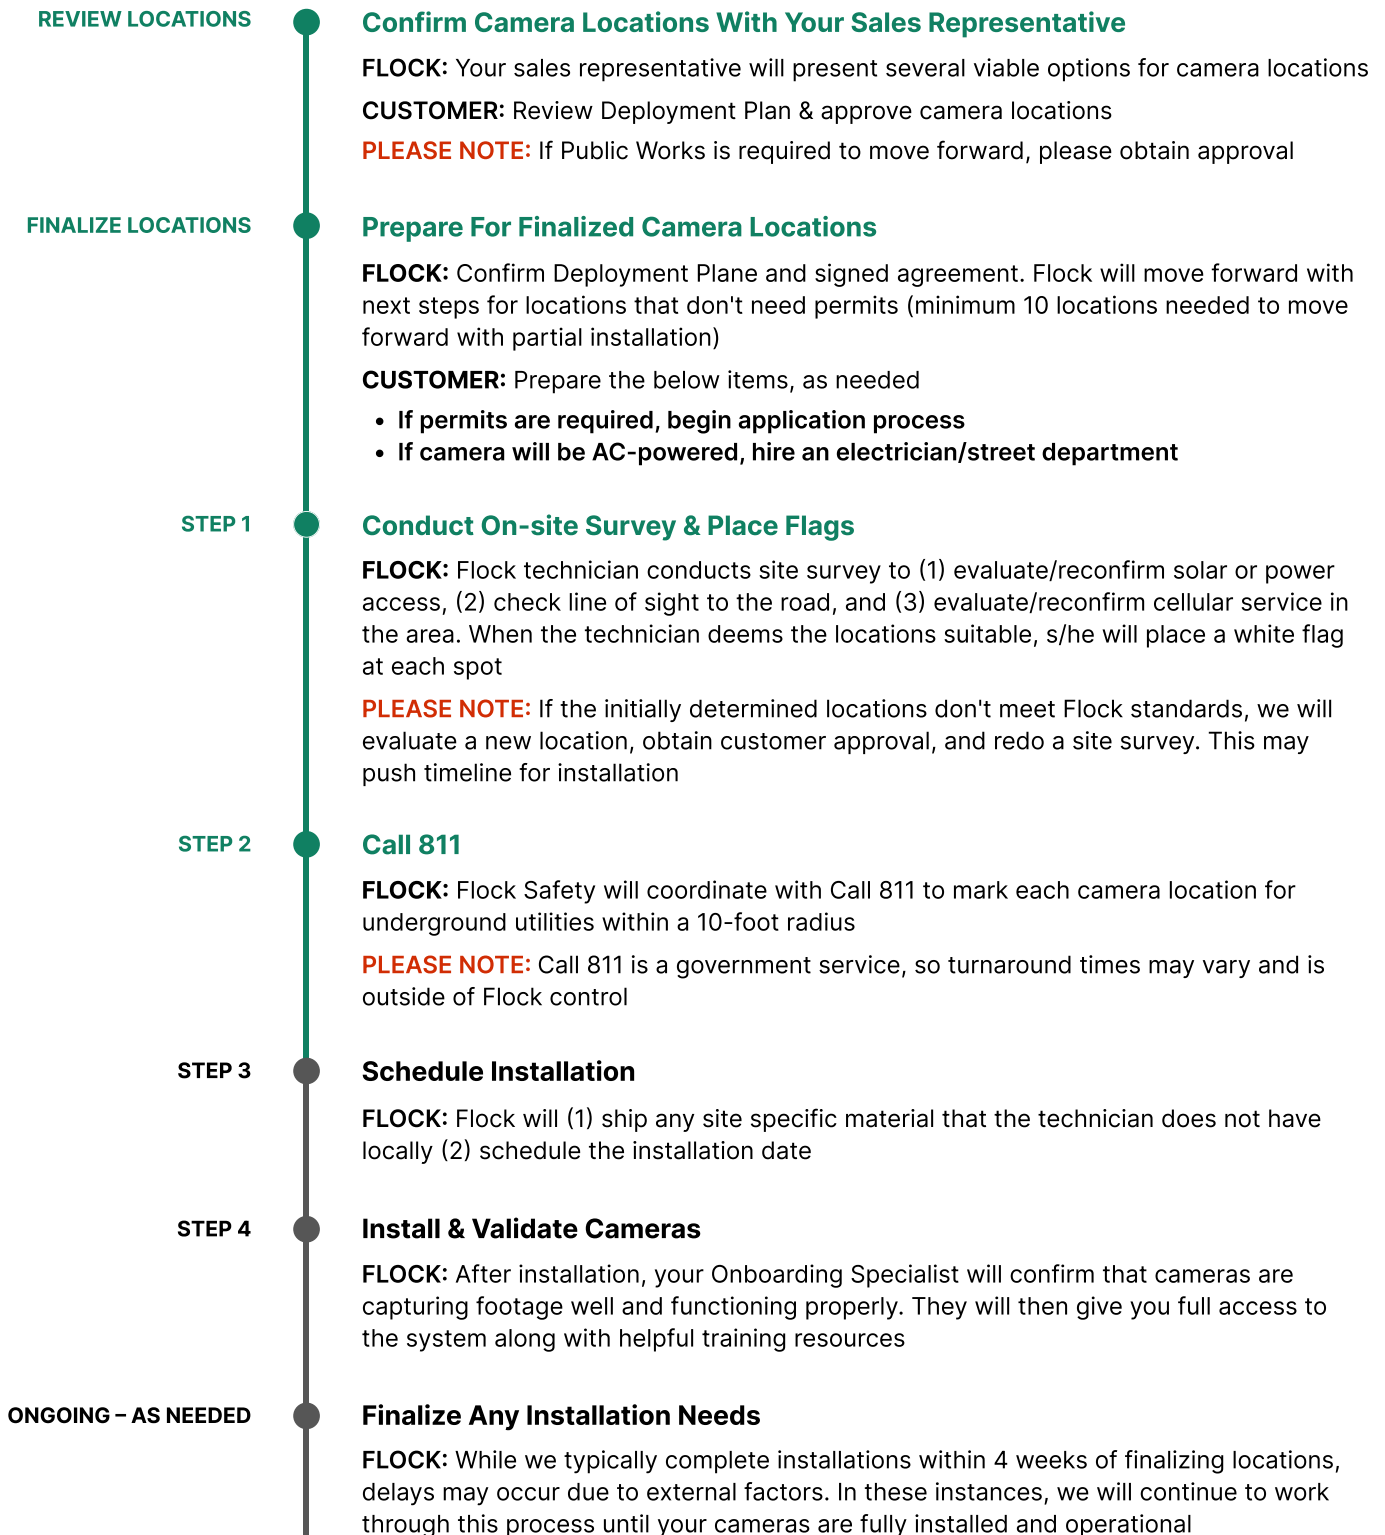 REVIEW LOCATIONS
Confirm Camera Locations With Your Sales Representative
FLOCK: Your sales representative will present several viable options for camera locations
CUSTOMER: Review Deployment Plan & approve camera locations
PLEASE NOTE: If Public Works is required to move forward, please obtain approval
FINALIZE LOCATIONS
Prepare For Finalized Camera Locations
FLOCK: Confirm Deployment Plane and signed agreement. Flock will move forward with
next steps for locations that don't need permits (minimum 10 locations needed to move
forward with partial installation)
CUSTOMER: Prepare the below items, as needed
• If permits are required, begin application process
• If camera will be AC-powered, hire an electrician/street department
STEP 1
Conduct On-site Survey & Place Flags
FLOCK: Flock technician conducts site survey to (1) evaluate/reconfirm solar or power
access, (2) check line of sight to the road, and (3) evaluate/reconfirm cellular service in
the area. When the technician deems the locations suitable, s/he will place a white flag
at each spot
PLEASE NOTE: If the initially determined locations don't meet Flock standards, we will
evaluate a new location, obtain customer approval, and redo a site survey. This may
push timeline for installation
STEP 2
Call 811
FLOCK: Flock Safety will coordinate with Call 811 to mark each camera location for
underground utilities within a 10-foot radius
PLEASE NOTE: Call 811 is a government service, so turnaround times may vary and is
outside of Flock control
STEP 3
Schedule Installation
FLOCK: Flock will (1) ship any site specific material that the technician does not have
locally (2) schedule the installation date
STEP 4
Install & Validate Cameras
FLOCK: After installation, your Onboarding Specialist will confirm that cameras are
capturing footage well and functioning properly. They will then give you full access to
the system along with helpful training resources
ONGOING – AS NEEDED
Finalize Any Installation Needs
FLOCK: While we typically complete installations within 4 weeks of finalizing locations,
delays may occur due to external factors. In these instances, we will continue to work
through this process until your cameras are fully installed and operational